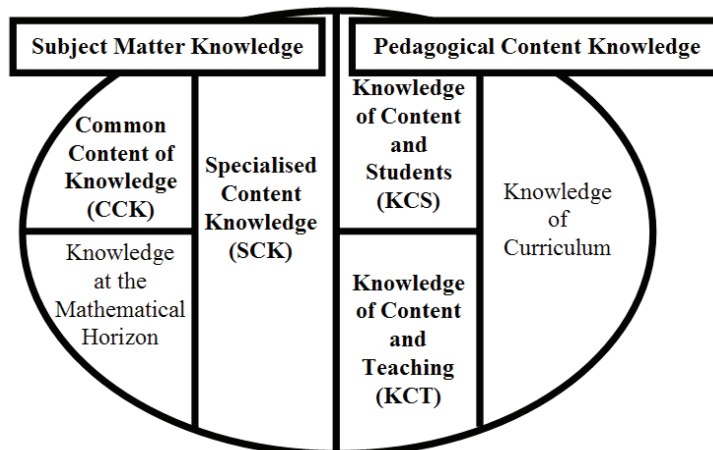 Subject Matter Knowledge
Pedagogical Content Knowledge
Common
Content of
Knowledge
(CCK)
Knowledge
at the
Mathematical
Horizon
Specialised
Content
Knowledge
(SCK)
Knowledge
of Content
and
Students
(KCS)
Knowledge
of Content
and
Teaching
(KCT)
Knowledge
of
Curriculum